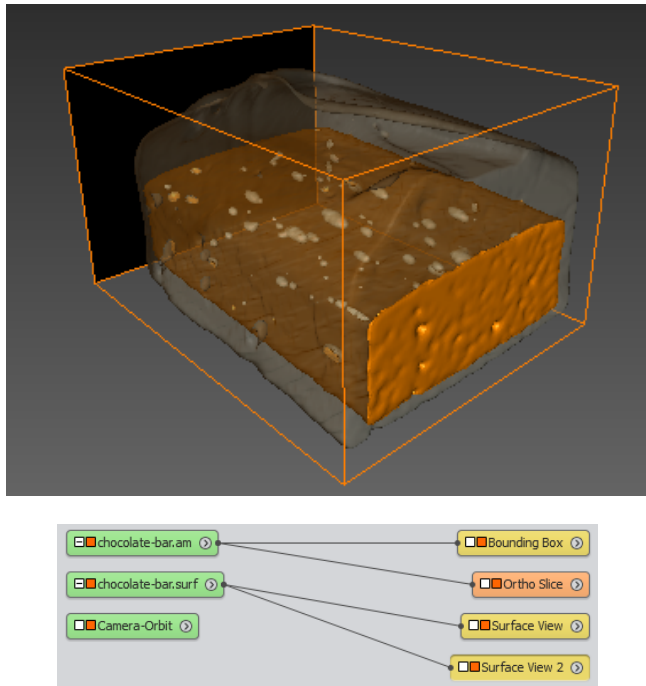 chocolate-bar.am Bounding Box
Ortho Slice
chocolate-bar.surf
Camera-Orbit Surface View
Surface View 2